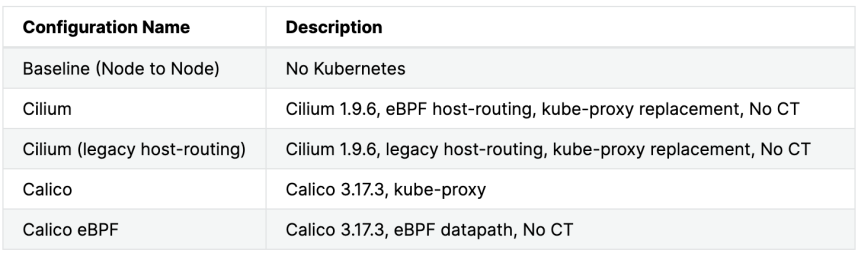 Configuration Name Description
Baseline (Node to Node) No Kubernetes
Cilium Cilium 1.9.6, eBPF host-routing, kube-proxy replacement, No CT
Cilium (legacy host-routing) Cilium 1.9.6, legacy host-routing, kube-proxy replacement, No CT
Calico Calico 3.17.3, kube-proxy
Calico eBPF Calico 3.17.3, eBPF datapath, No CT